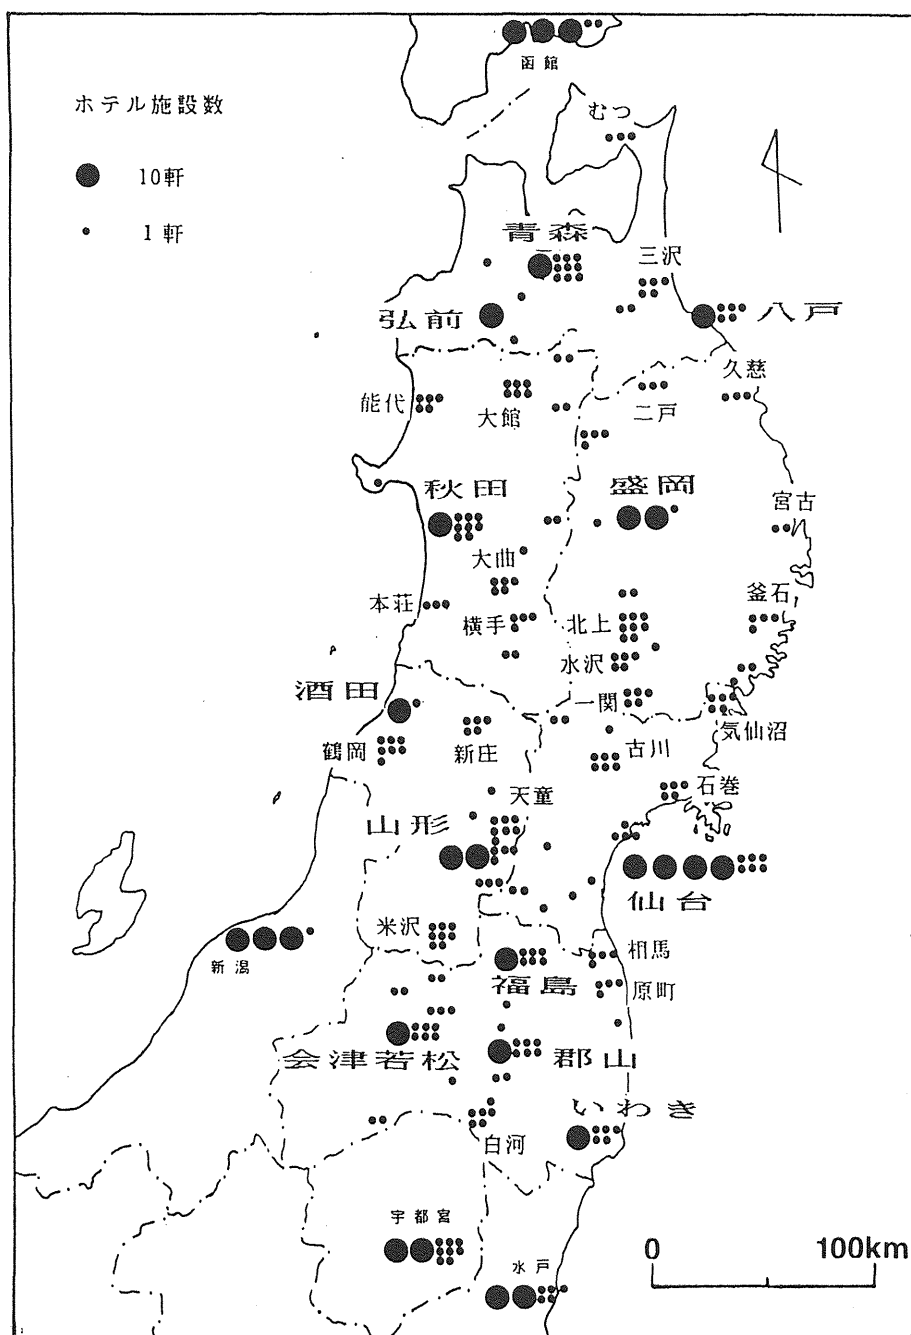 函館
ホテル施設数
むつ
10軒
1軒
青森
三沢
弘前
八戸
久慈
能代
大館
二戸
秋田
盛岡
宮古
大曲
本荘
釜石
横手
北上
水沢
酒田
一関
気仙沼
鶴岡
新庄
古川
石巻
天童
山形
仙台
米沢
新潟
相馬
福島
原町
会津若松
郡山
いわき
白河
宇都宮
水戸
0 100km